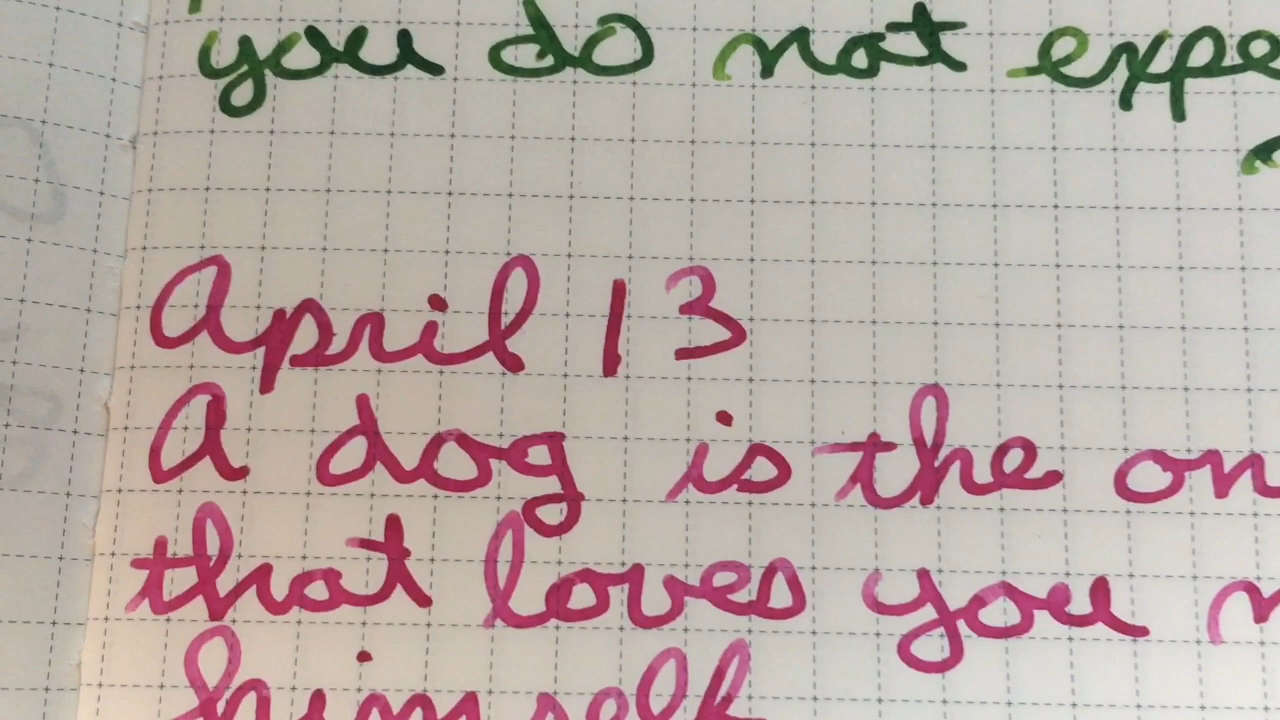 you do not expe
April 13
A dog is the on
that loves you
himself